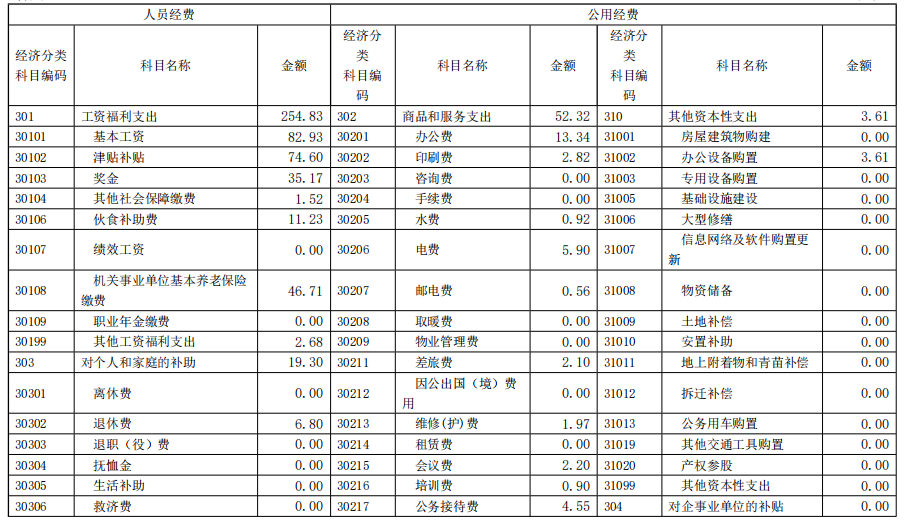 人员经费 公用经费
经济分类科目编码 科目名称 金额 经济分类科目编码 科目名称 金额 经济分类科目编码 科目名称 金额
301 工资福利支出 254.83 302 商品和服务支出 52.32 310 其他资本性支出 3.61
30101 基本工资 82.93 30201 办公费 13.34 31001 房屋建筑物购建 0.00
30102 津贴补贴 74.60 30202 印刷费 2.82 31002 办公设备购置 3.61
30103 奖金 35.17 30203 咨询费 0.00 31003 专用设备购置 0.00
30104 其他社会保障缴费 1.52 30204 手续费 0.00 31005 基础设施建设 0.00
30106 伙食补助费 11.23 30205 水费 0.92 31006 大型修缮 0.00
30107 绩效工资 0.00 30206 电费 5.90 31007 信息网络及软件购置更新 0.00
30108 机关事业单位基本养老保险缴费 46.71 30207 邮电费 0.56 31008 物资储备 0.00
30109 职业年金缴费 0.00 30208 取暖费 0.00 31009 土地补偿 0.00
30199 其他工资福利支出 2.68 30209 物业管理费 0.00 31010 安置补助 0.00
303 对个人和家庭的补助 19.30 30211 差旅费 2.10 31011 地上附着物和青苗补偿 0.00
30301 离休费 0.00 30212 因公出国（境）费用 0.00 31012 拆迁补偿 0.00
30302 退休费 6.80 30213 维修(护)费 1.97 31013 公务用车购置 0.00
30303 退职（役）费 0.00 30214 租赁费 0.00 31019 其他交通工具购置 0.00
30304 抚恤金 0.00 30215 会议费 2.20 31020 产权参股 0.00
30305 生活补助 0.00 30216 培训费 0.90 31099 其他资本性支出 0.00
30306 救济费 0.00 30217 公务接待费 4.55 304 对企事业单位的补贴 0.00